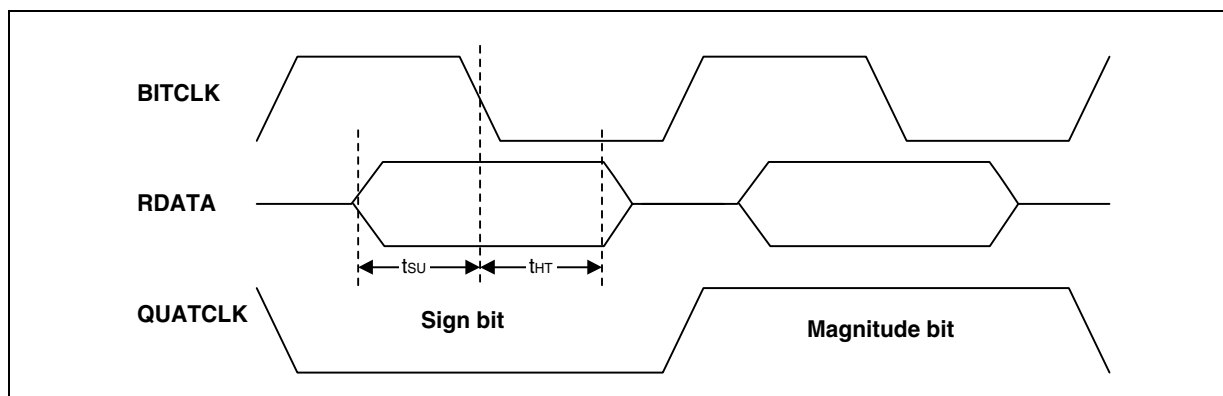 BITCLK
RDATA
tSU
tHT
QUATCLK
Sign bit
Magnitude bit